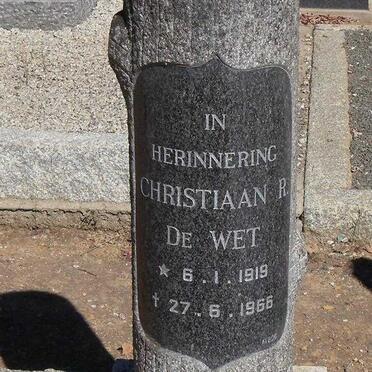 IN
HERINNERING
CHRISTIAAN R.
DE WET
★ 6.1.1919
† 27.6.1966